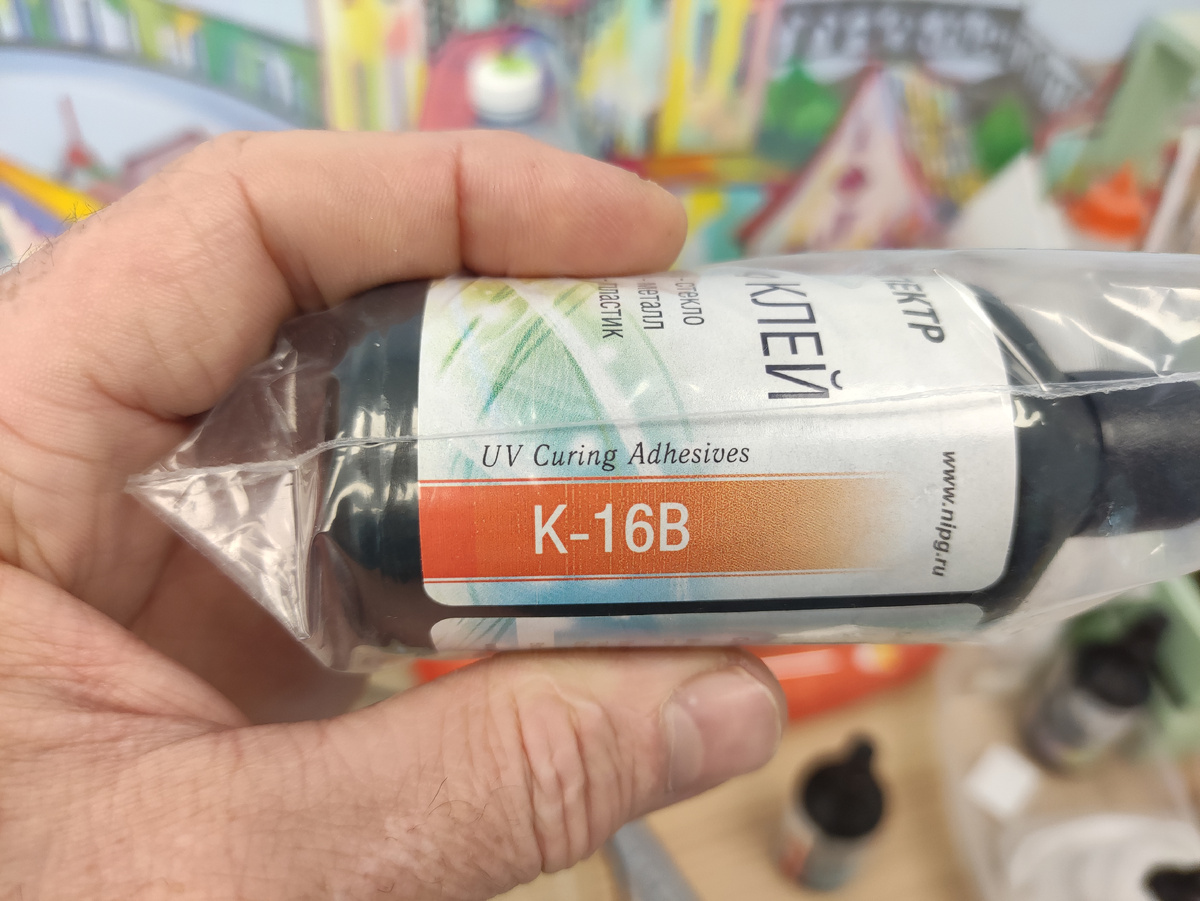 UV Curing Adhesives
K-16B
www.nipg.ru
ЕКТР
КЛЕЙ
-стекло
-металл
-пластик